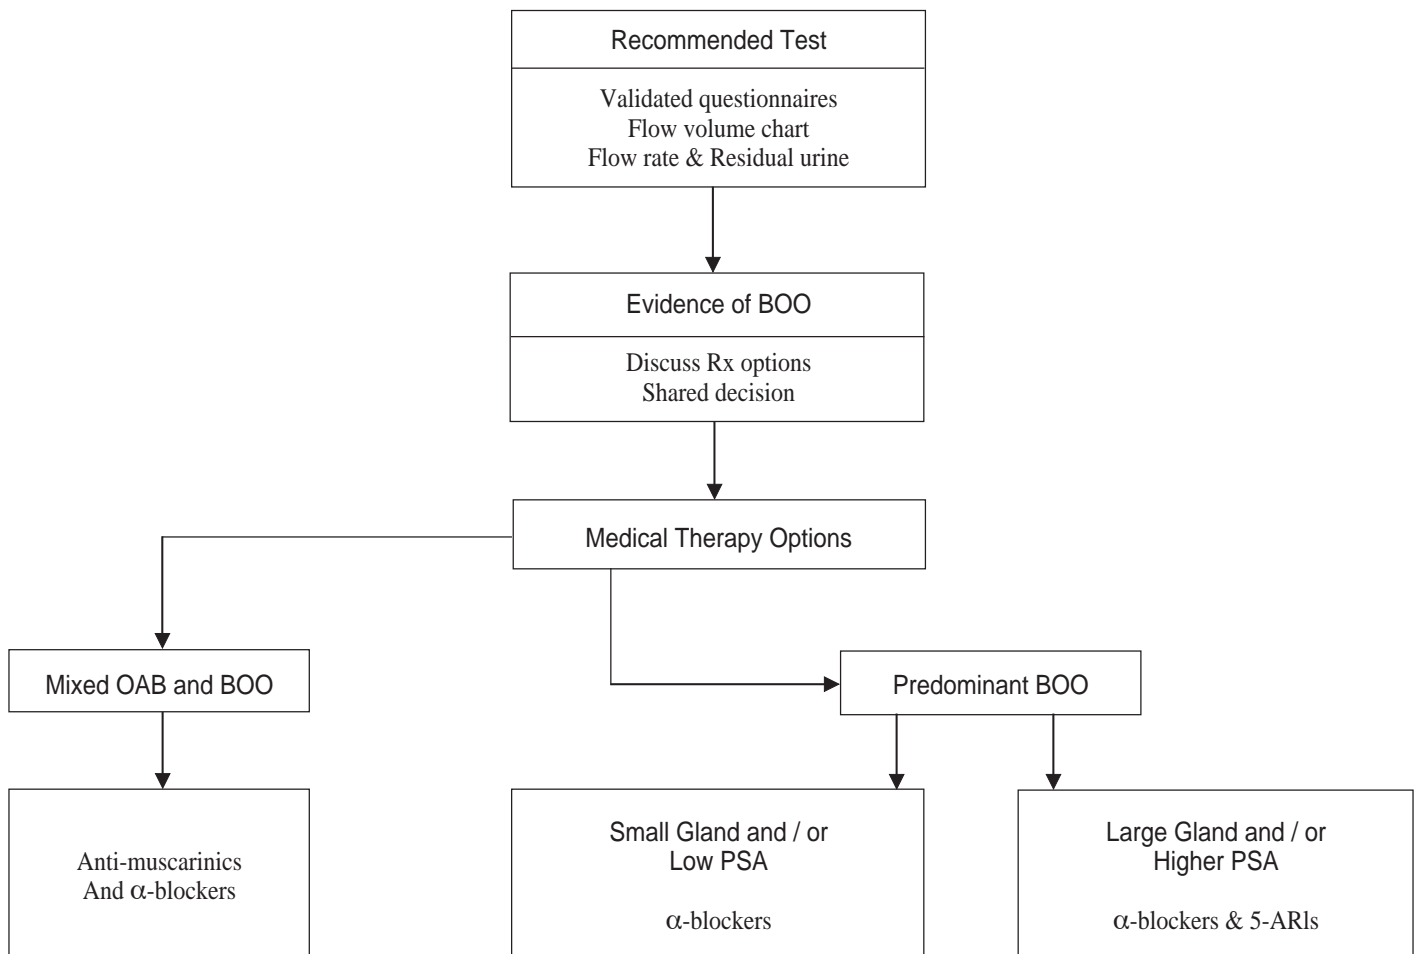 Recommended Test
Validated questionnaires
Flow volume chart
Flow rate & Residual urine
Evidence of BOO
Discuss Rx options
Shared decision
Medical Therapy Options
Mixed OAB and BOO
Predominant BOO
Anti-muscarinics
And α-blockers
Small Gland and / or
Low PSA
α-blockers
Large Gland and / or
Higher PSA
α-blockers & 5-ARls